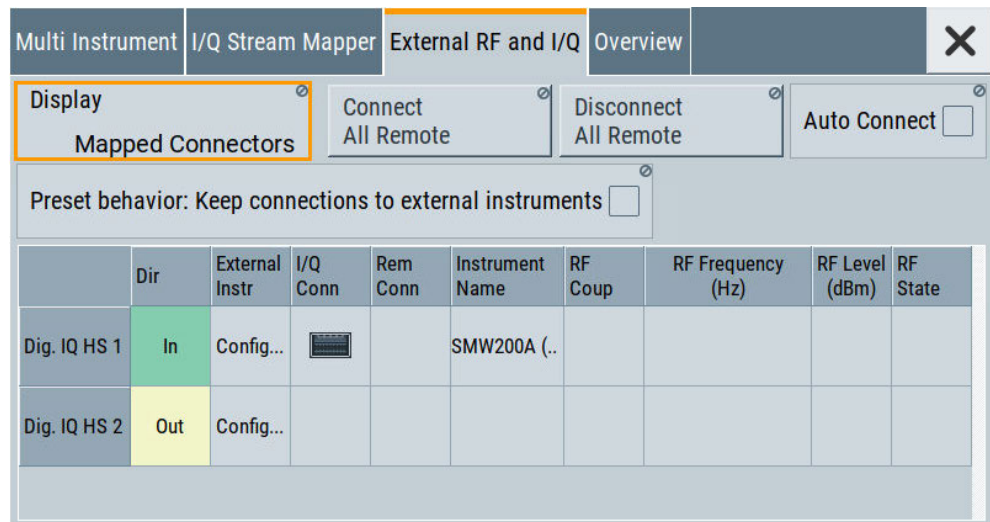 Multi Instrument I/Q Stream Mapper External RF and I/Q Overview
Display
Mapped Connectors
Connect
All Remote
Disconnect
All Remote
Auto Connect
Preset behavior: Keep connections to external instruments
Dir
External
Instr
I/Q
Conn
Rem
Conn
Instrument
Name
RF
Coup
RF Frequency
(Hz)
RF Level
(dBm)
RF
State
Dig. IQ HS 1 In Config... SMW200A (..
Dig. IQ HS 2 Out Config...